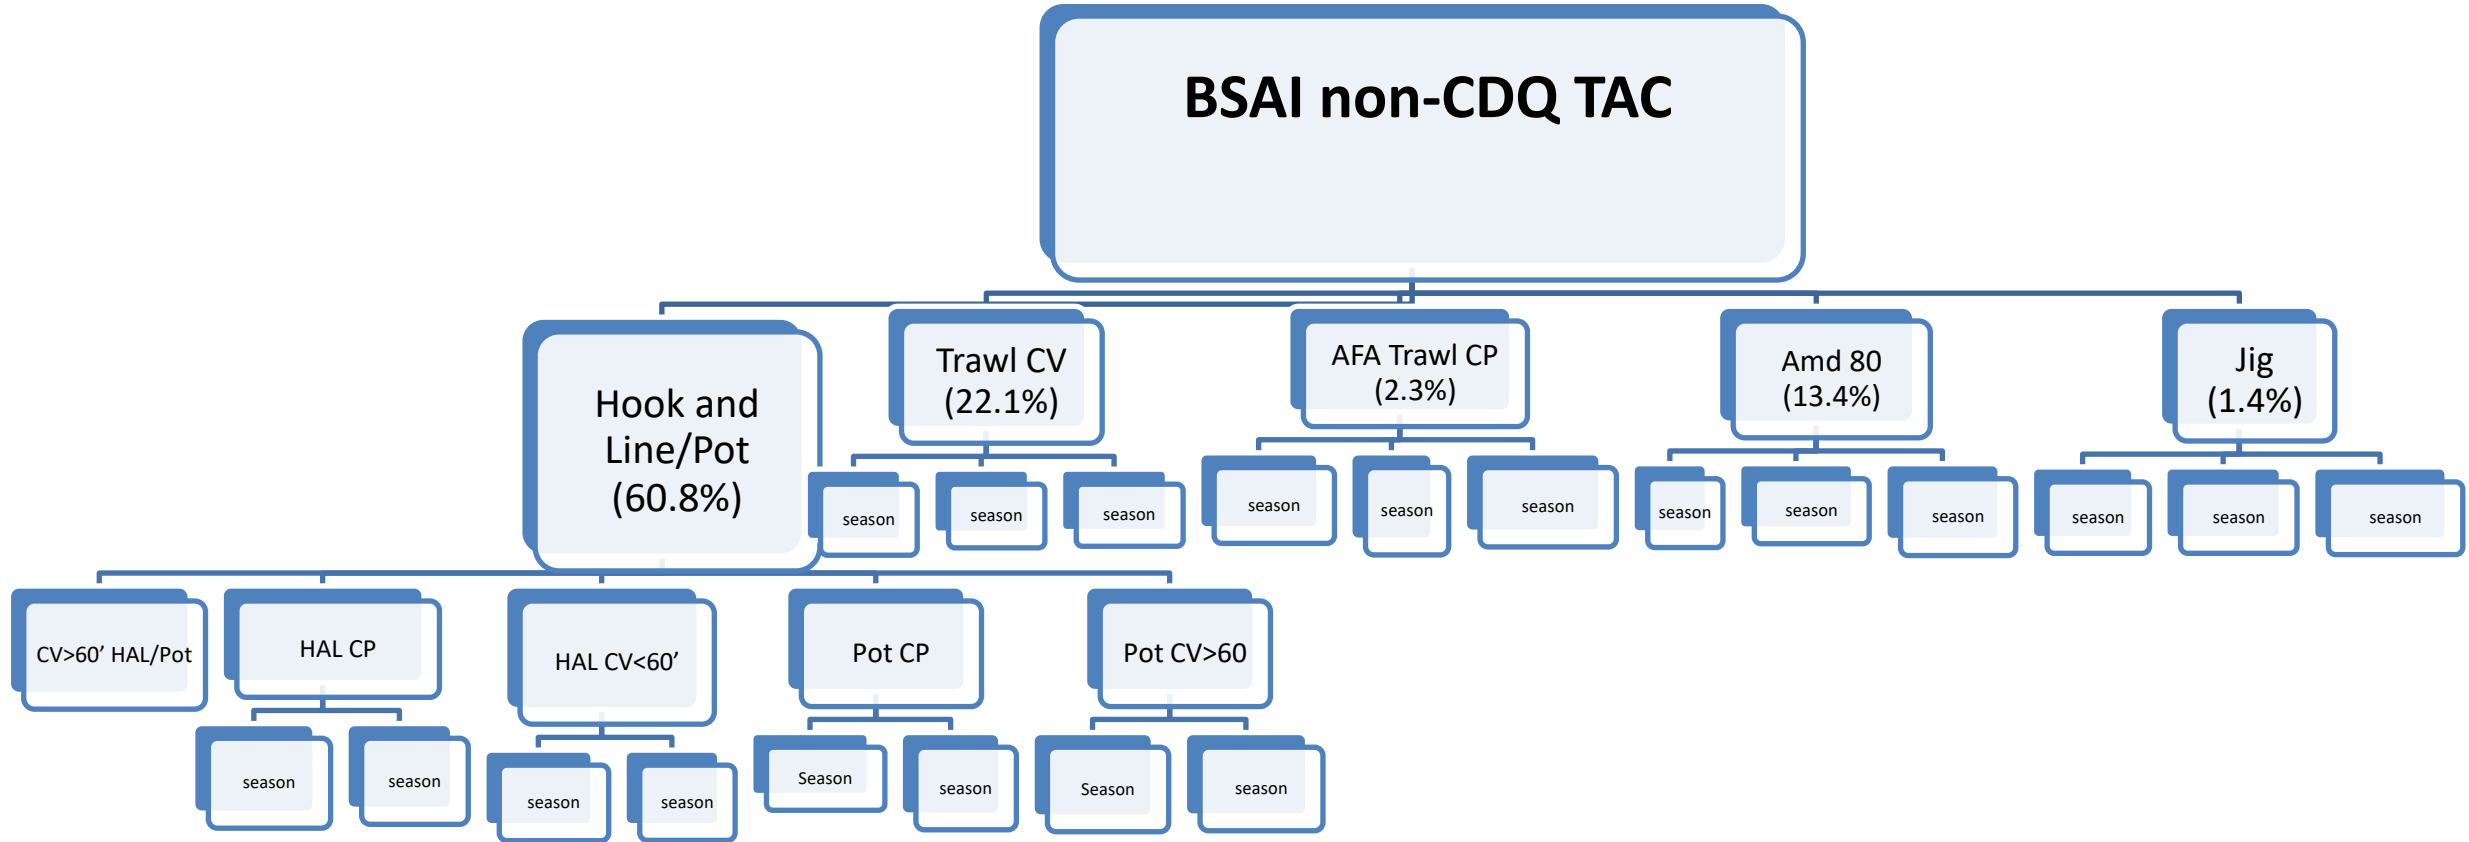 BSAI non-CDQ TAC
Hook and
Line/Pot
(60.8%)
Trawl CV
(22.1%)
AFA Trawl CP
(2.3%)
Amd 80
(13.4%)
Jig
(1.4%)
season
season
season
season
season
season
season
season
season
season
season
season
CV>60’ HAL/Pot
HAL CP
HAL CV<60’
Pot CP
Pot CV>60
season
season
season
season
Season
season
Season
season